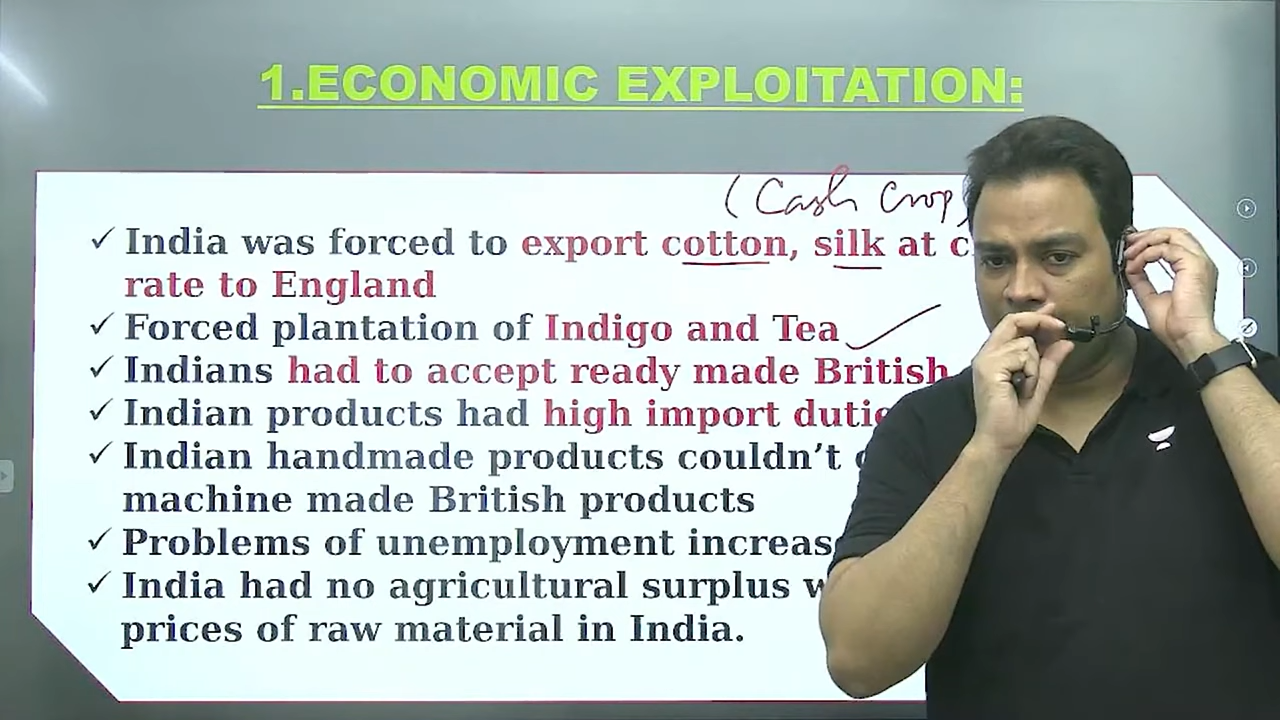 1.ECONOMIC EXPLOITATION:
(Cash Crop)
✓ India was forced to export cotton, silk at
rate to England
✓ Forced plantation of Indigo and Tea
✓ Indians had to accept ready made British
✓ Indian products had high import
✓ Indian handmade products couldn't
machine made British products
✓ Problems of unemployment
✓ India had no agricultural surplus
prices of raw material in India.